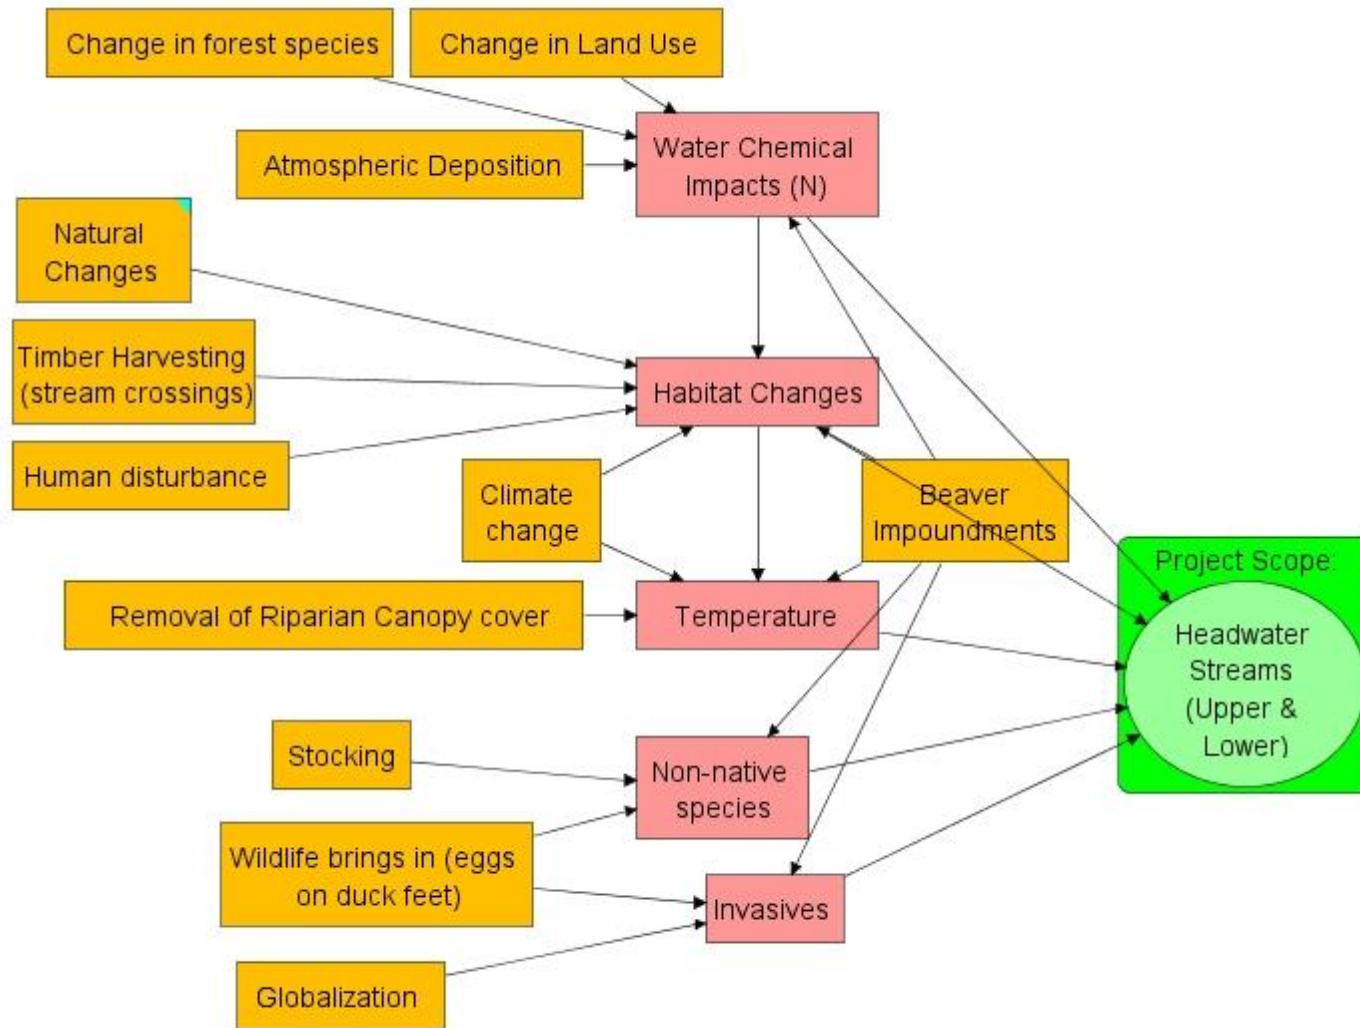 Change in forest species
Change in Land Use
Water Chemical
Impacts (N)
Atmospheric Deposition
Natural
Changes
Timber Harvesting
(stream crossings)
Habitat Changes
Human disturbance
Climate
change
Beaver
Impoundments
Project Scope:
Removal of Riparian Canopy cover
Temperature
Headwater
Streams
(Upper &
Lower)
Stocking
Non-native
species
Wildlife brings in (eggs
on duck feet)
Invasives
Globalization